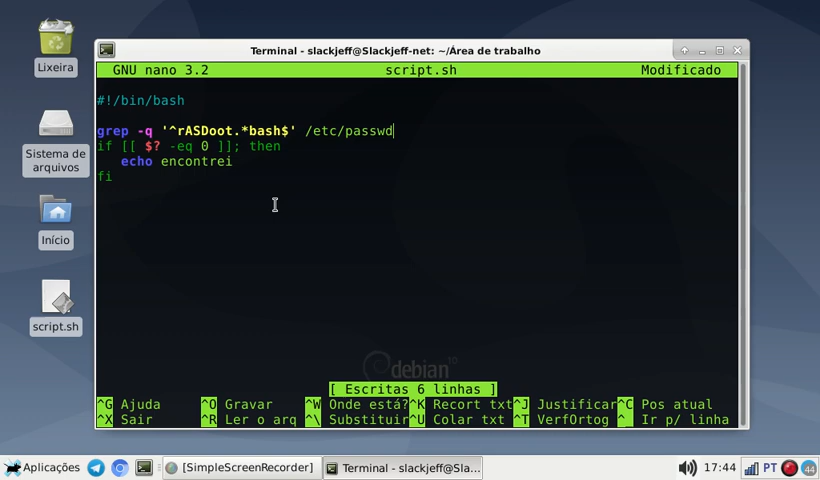 Terminal - slackjeff@Slackjeff-net: ~/Área de trabalho
GNU nano 3.2 script.sh Modificado
#!/bin/bash
grep -q '^rASDoot.*bash$' /etc/passwd
if [[ $? -eq 0 ]]; then
echo encontrei
fi
debian 10
[ Escritas 6 linhas ]
^G Ajuda ^O Gravar ^W Onde está? ^K Recort txt ^J Justificar ^C Pos atual
^X Sair ^R Ler o arq ^\ Substituir ^U Colar txt ^T VerfOrtog ^_ Ir p/ linha
Lixeira
Sistema de
arquivos
Início
script.sh
Aplicações [SimpleScreenRecorder] Terminal - slackjeff@Sla... 17:44 PT 44